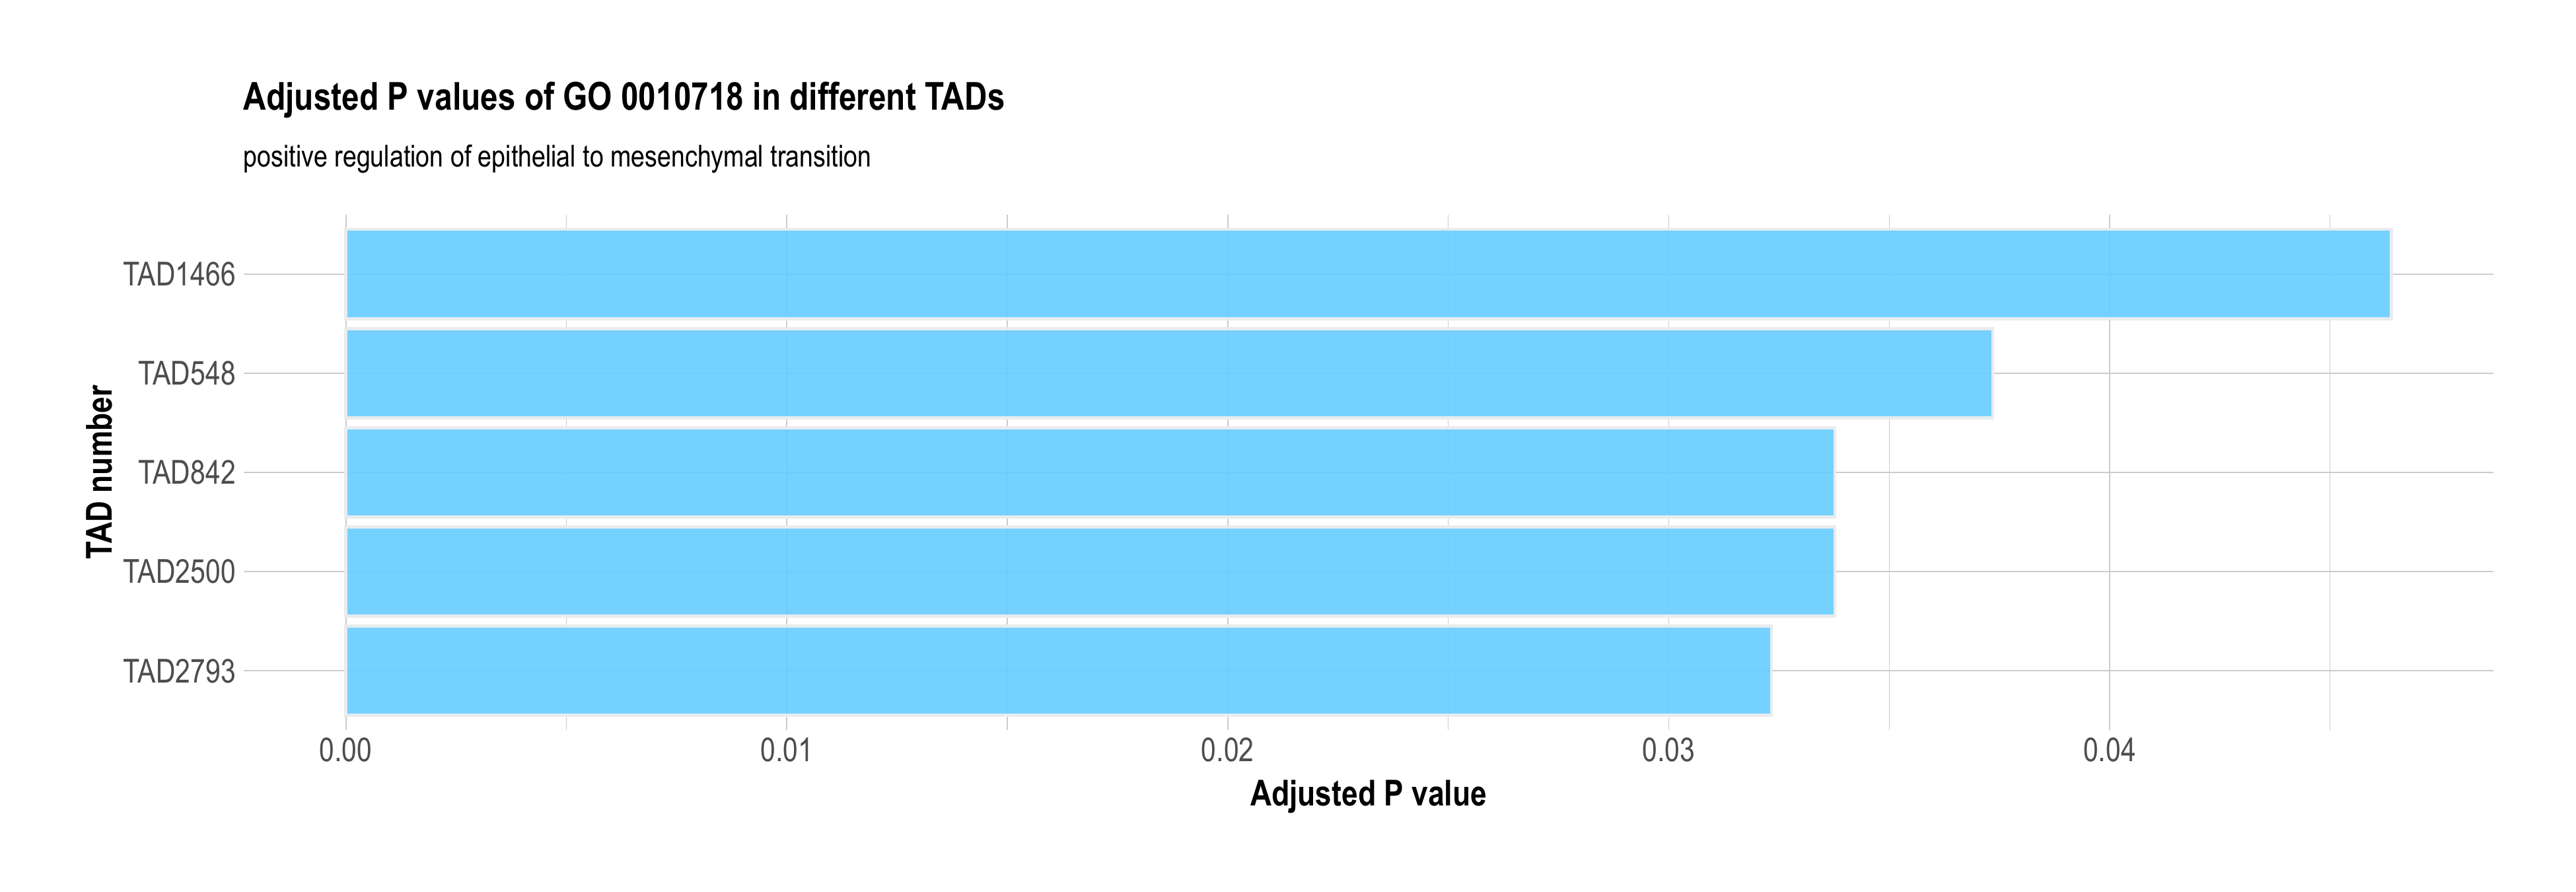 Adjusted P values of GO 0010718 in different TADs
positive regulation of epithelial to mesenchymal transition
TAD number
TAD1466
TAD548
TAD842
TAD2500
TAD2793
0.00 0.01 0.02 0.03 0.04
Adjusted P value